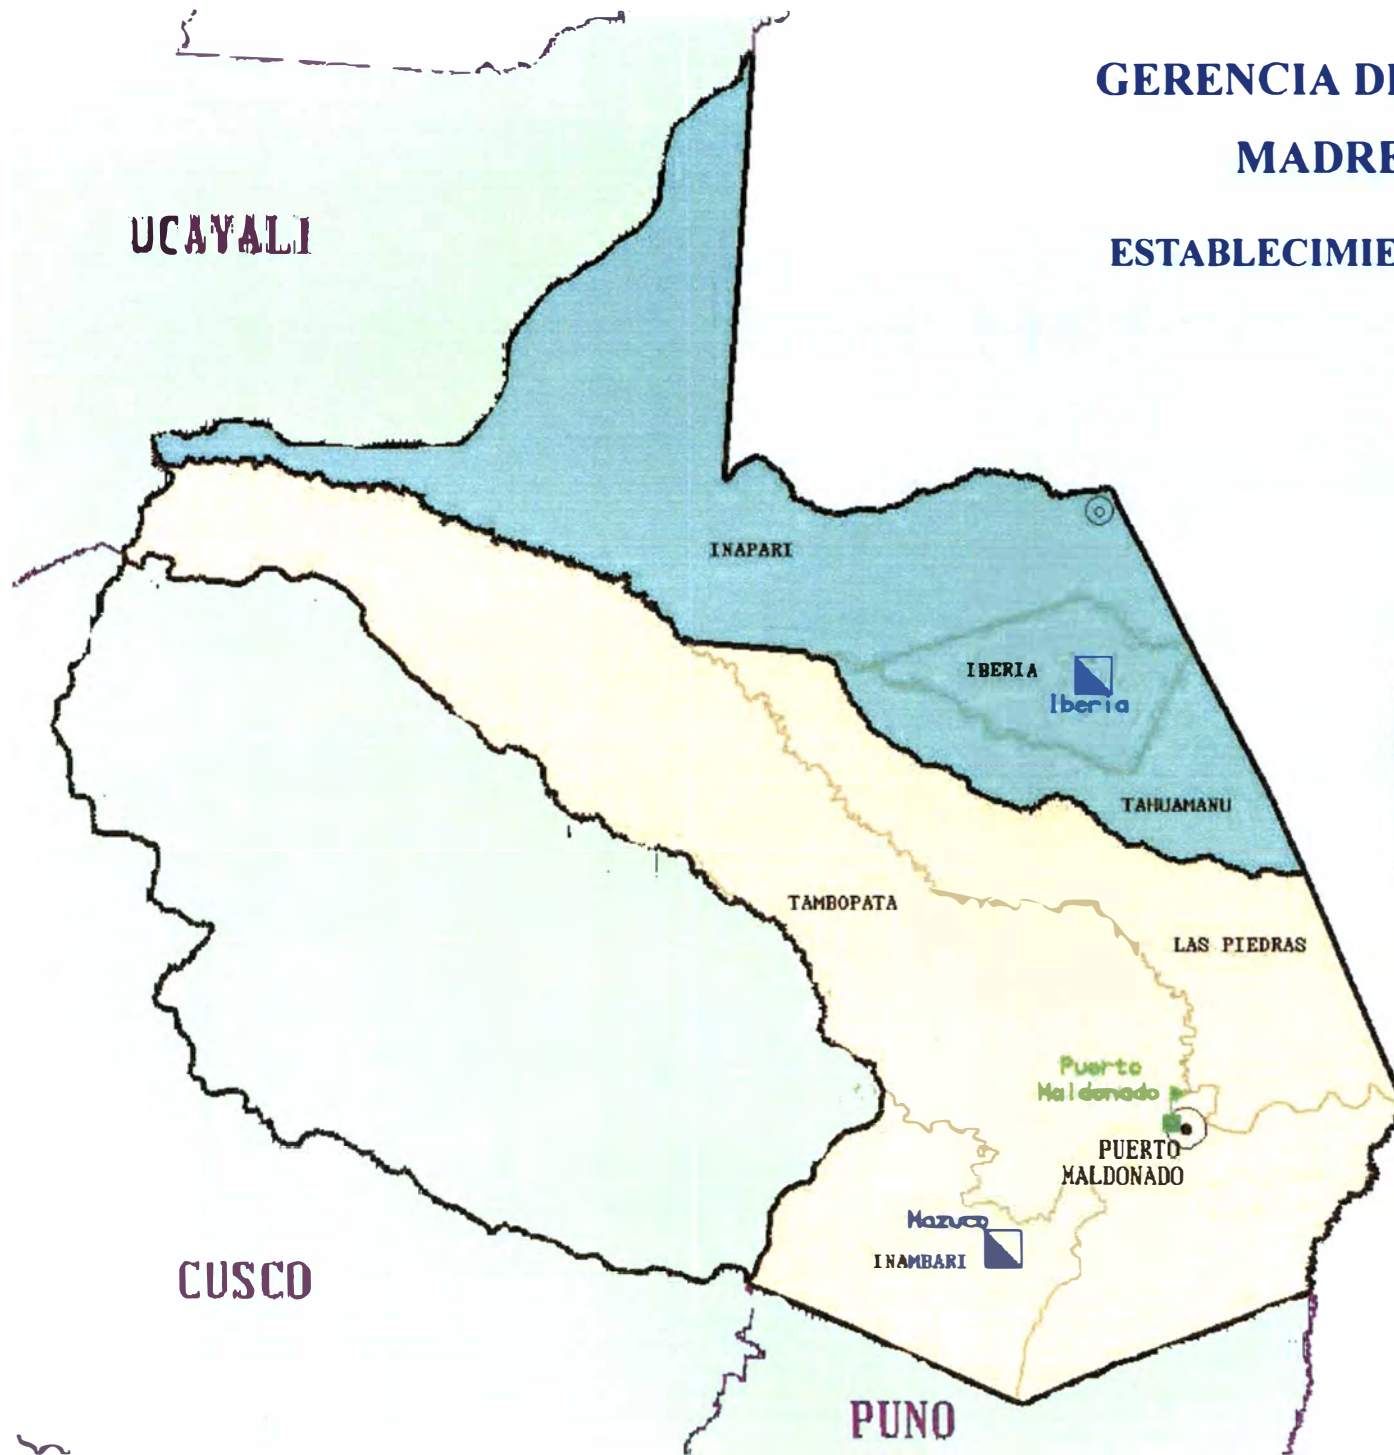 GERENCIA DE
MADRE
ESTABLECIMIE
UCAYALI
INAPARI
IBERIA
Iberia
TAHUAMANU
TAMBOPATA
LAS PIEDRAS
Puerto
Maldonado
PUERTO
MALDONADO
Mazuco
INAMBARI
CUSCO
PUNO